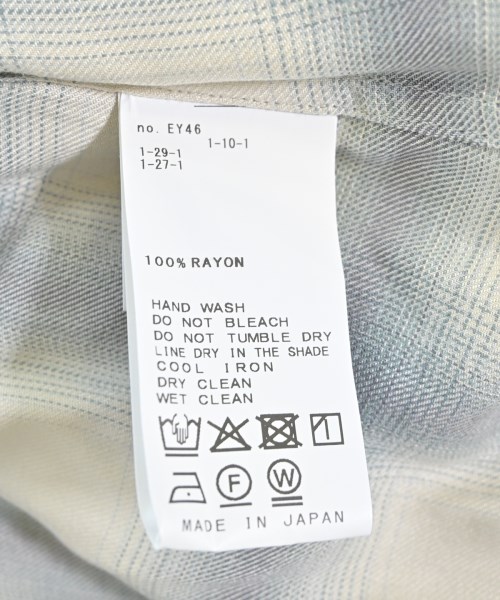 no. EY46
1-10-1
1-29-1
1-27-1
100% RAYON
HAND WASH
DO NOT BLEACH
DO NOT TUMBLE DRY
LINE DRY IN THE SHADE
COOL IRON
DRY CLEAN
WET CLEAN
F W
MADE IN JAPAN